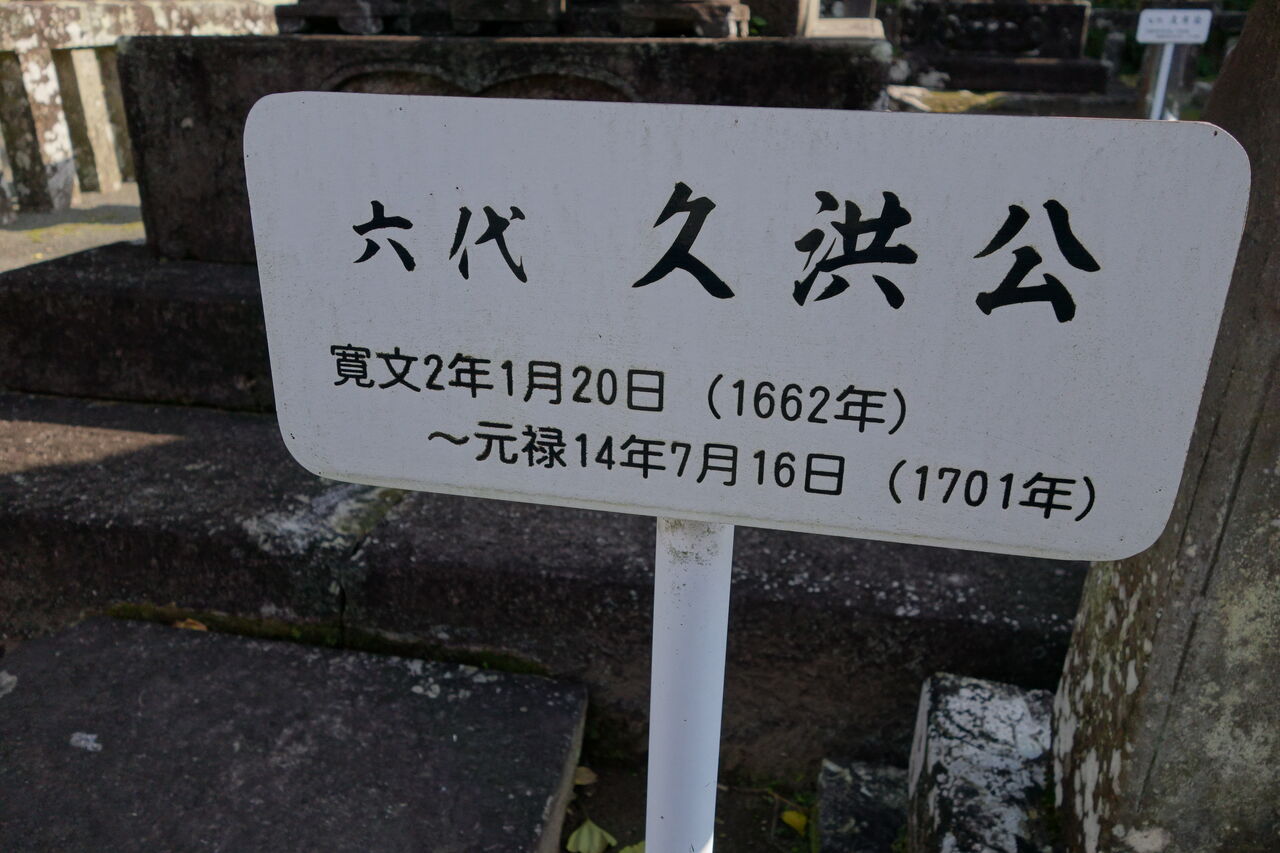 六代 久洪公
寛文2年1月20日（1662年）
～元禄14年7月16日（1701年）